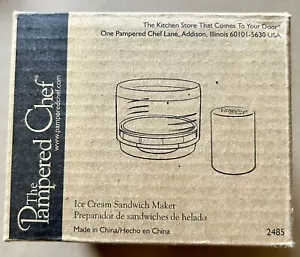 The Kitchen Store That Comes To Your Door®
One Pampered Chef Lane, Addison, Illinois 60101-5630 USA
The
Pampered Chef®
www.pamperedchef.com
Ice Cream Sandwich Maker
Preparador de sandwiches de helado
Made in China/Hecho en China
2485